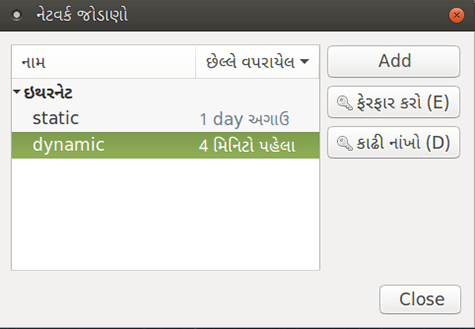 નેટવર્ક જોડાણો
નામ
છેલ્લે વપરાયેલ
Add
ઇથરનેટ
static
1 day અગાઉ
ફેરફાર કરો (E)
dynamic
4 મિનિટો પહેલા
કાઢી નાંખો (D)
Close